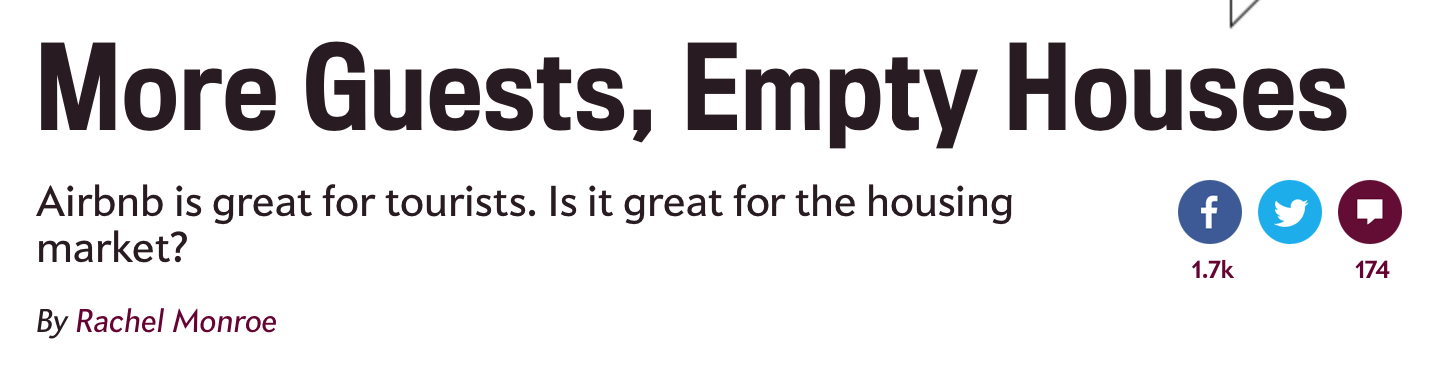 More Guests, Empty Houses
Airbnb is great for tourists. Is it great for the housing
market?
By Rachel Monroe
1.7k
174